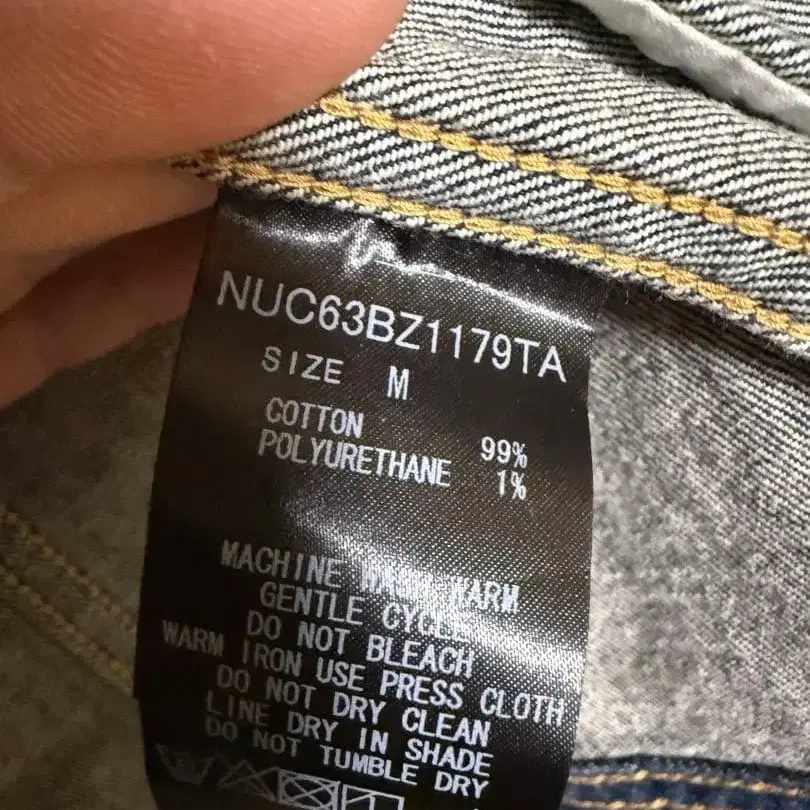 NUC63BZ1179TA
SIZE M
COTTON 99%
POLYURETHANE 1%
MACHINE WASH WARM
GENTLE CYCLE
DO NOT BLEACH
WARM IRON USE PRESS CLOTH
DO NOT DRY CLEAN
LINE DRY IN SHADE
DO NOT TUMBLE DRY